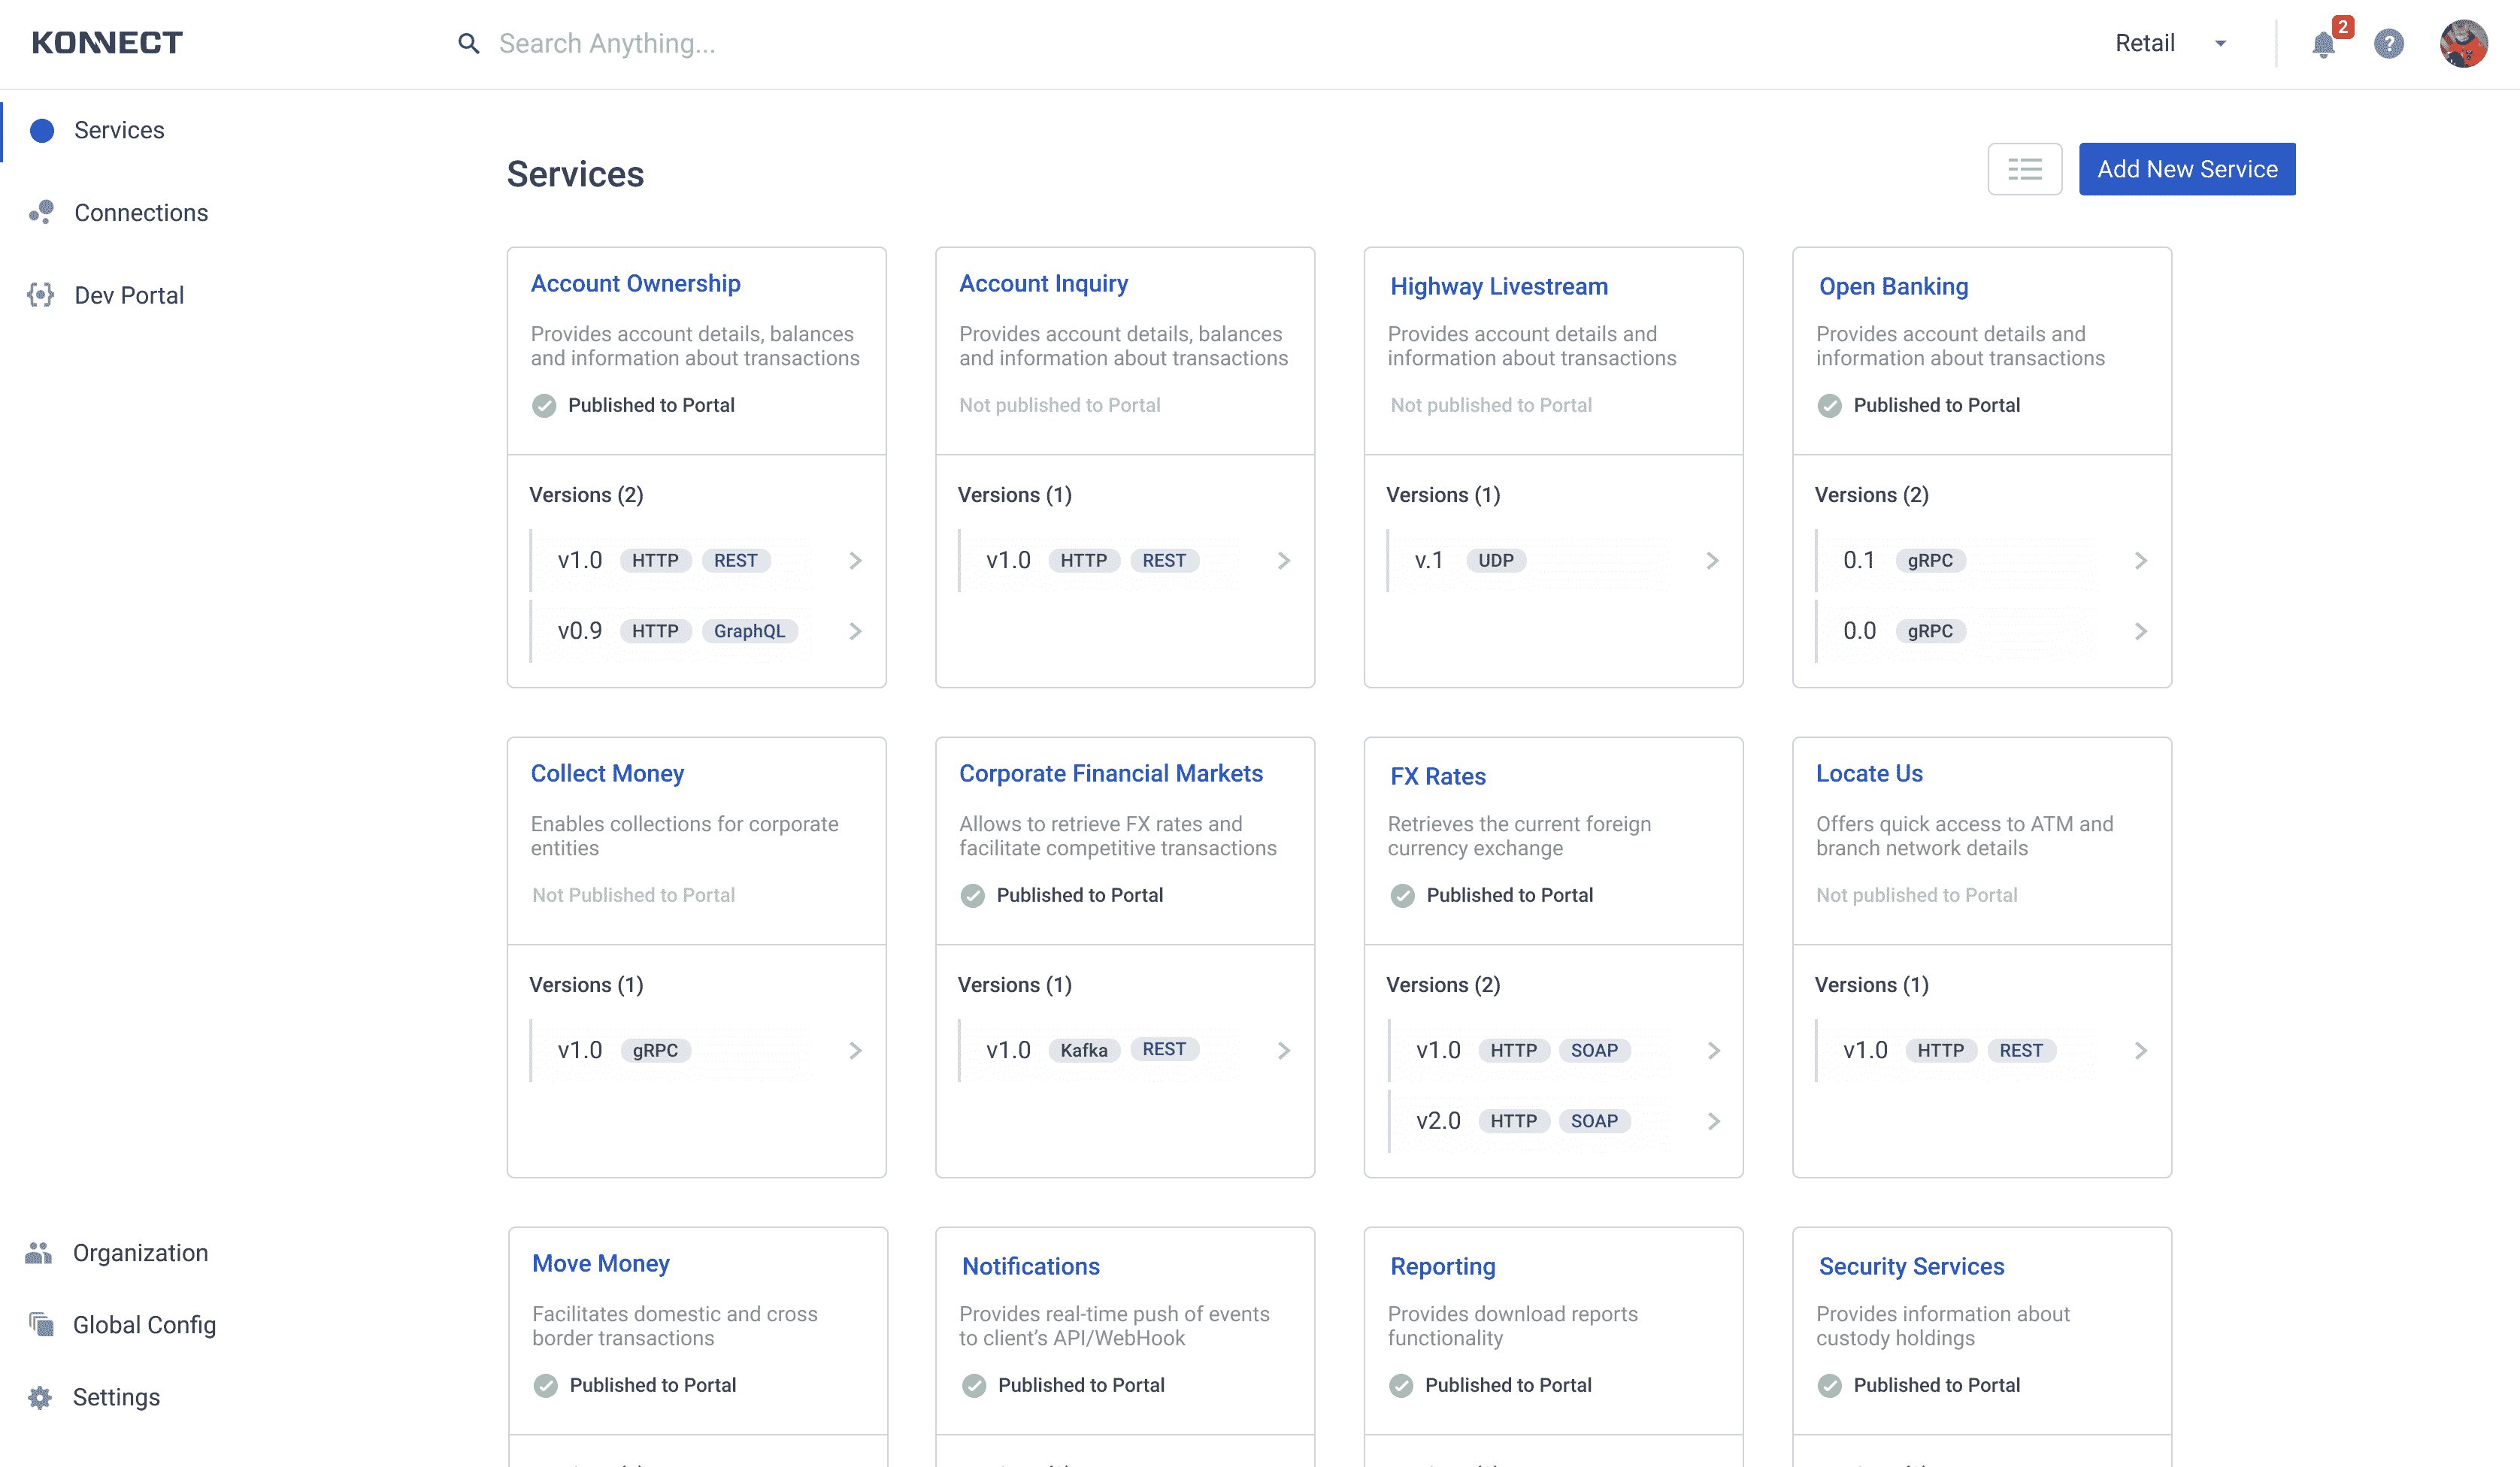 KONNECT
Search Anything...
Retail
2
?
Services
Connections
Dev Portal
Organization
Global Config
Settings
Services
Add New Service
Account Ownership
Provides account details, balances
and information about transactions
Published to Portal
Versions (2)
v1.0 HTTP REST
v0.9 HTTP GraphQL
Account Inquiry
Provides account details, balances
and information about transactions
Not published to Portal
Versions (1)
v1.0 HTTP REST
Highway Livestream
Provides account details and
information about transactions
Not published to Portal
Versions (1)
v.1 UDP
Open Banking
Provides account details and
information about transactions
Published to Portal
Versions (2)
0.1 gRPC
0.0 gRPC
Collect Money
Enables collections for corporate
entities
Not Published to Portal
Versions (1)
v1.0 gRPC
Corporate Financial Markets
Allows to retrieve FX rates and
facilitate competitive transactions
Published to Portal
Versions (1)
v1.0 Kafka REST
FX Rates
Retrieves the current foreign
currency exchange
Published to Portal
Versions (2)
v1.0 HTTP SOAP
v2.0 HTTP SOAP
Locate Us
Offers quick access to ATM and
branch network details
Not published to Portal
Versions (1)
v1.0 HTTP REST
Move Money
Facilitates domestic and cross
border transactions
Published to Portal
Notifications
Provides real-time push of events
to client’s API/WebHook
Published to Portal
Reporting
Provides download reports
functionality
Published to Portal
Security Services
Provides information about
custody holdings
Published to Portal